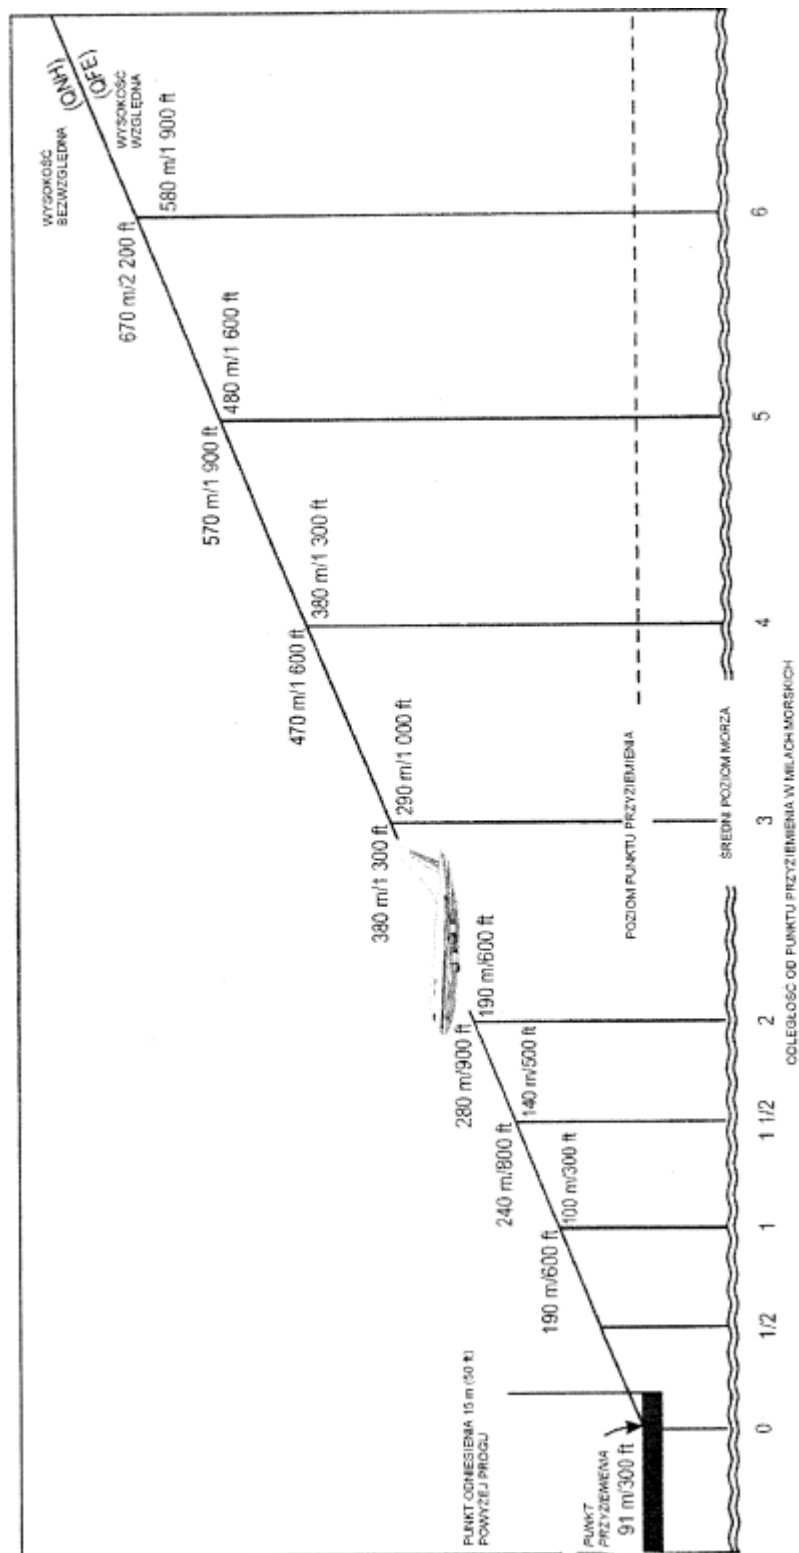 WYSOKOŚĆ
BEZWZGLĘDNA
(QNH)
(QFE)
WYSOKOŚĆ
WZGLĘDNA
670 m/2 200 ft
580 m/1 900 ft
570 m/1 900 ft
480 m/1 600 ft
470 m/1 600 ft
380 m/1 300 ft
380 m/1 300 ft
290 m/1 000 ft
280 m/900 ft
190 m/600 ft
240 m/800 ft
140 m/500 ft
190 m/600 ft
100 m/300 ft
PUNKT ODNIESIENIA 15 m (50 ft)
POWYŻEJ PROGU
PUNKT
PRZYZIEMIENIA
91 m/300 ft
POZIOM PUNKTU PRZYZIEMIENIA
ŚREDNI POZIOM MORZA
0
1/2
1
1 1/2
2
3
4
5
6
ODLEGŁOŚĆ OD PUNKTU PRZYZIEMIENIA W MILACH MORSKICH